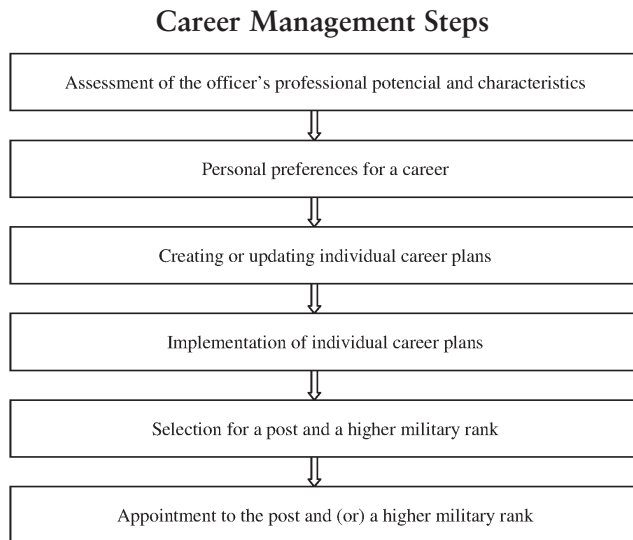 Career Management Steps
Assessment of the officer’s professional potencial and characteristics
Personal preferences for a career
Creating or updating individual career plans
Implementation of individual career plans
Selection for a post and a higher military rank
Appointment to the post and (or) a higher military rank